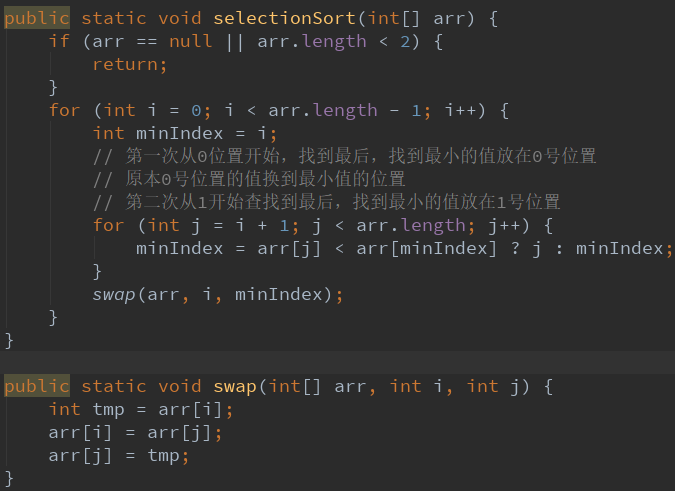 public static void selectionSort(int[] arr) {
    if (arr == null || arr.length < 2) {
        return;
    }
    for (int i = 0; i < arr.length - 1; i++) {
        int minIndex = i;
        // 第一次从0位置开始，找到最后，找到最小的值放在0号位置
        // 原本0号位置的值换到最小值的位置
        // 第二次从1开始查找到最后，找到最小的值放在1号位置
        for (int j = i + 1; j < arr.length; j++) {
            minIndex = arr[j] < arr[minIndex] ? j : minIndex;
        }
        swap(arr, i, minIndex);
    }
}

public static void swap(int[] arr, int i, int j) {
    int tmp = arr[i];
    arr[i] = arr[j];
    arr[j] = tmp;
}